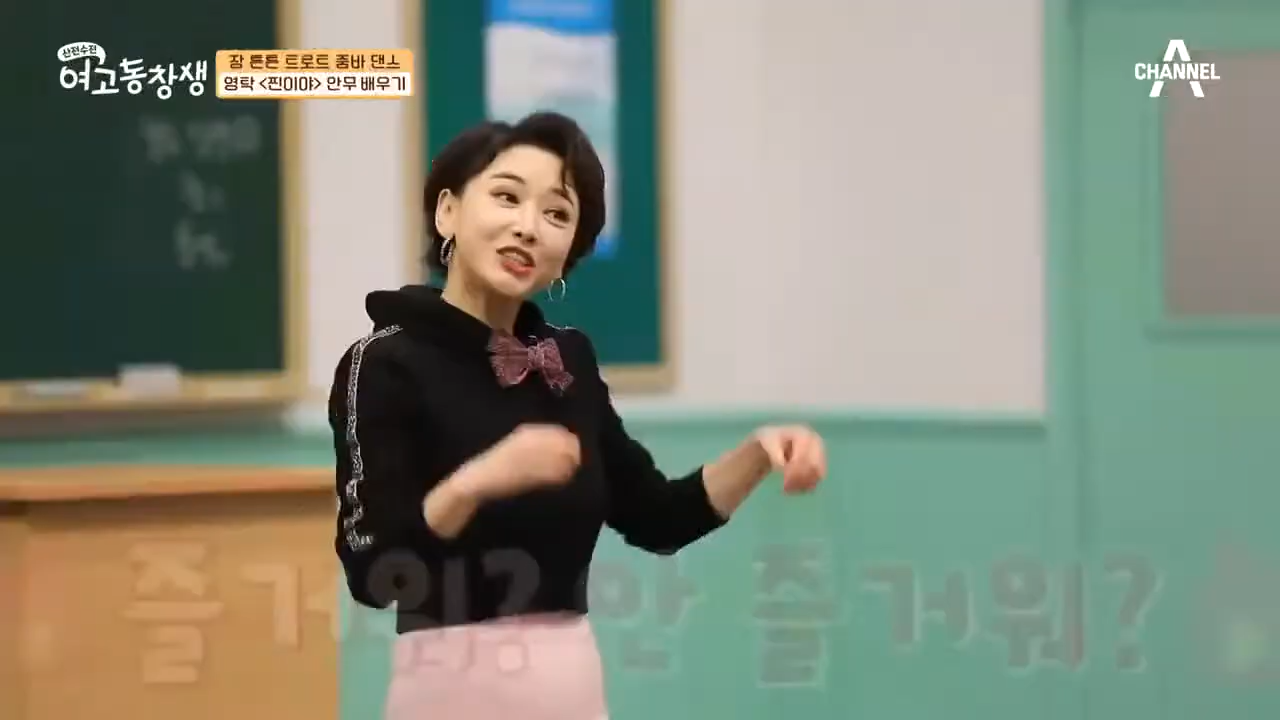 산전수전
여고동창생
장 튼튼 트로트 줌바 댄스
영탁 <찐이야> 안무 배우기
CHANNEL A
즐거워? 안 즐거워?